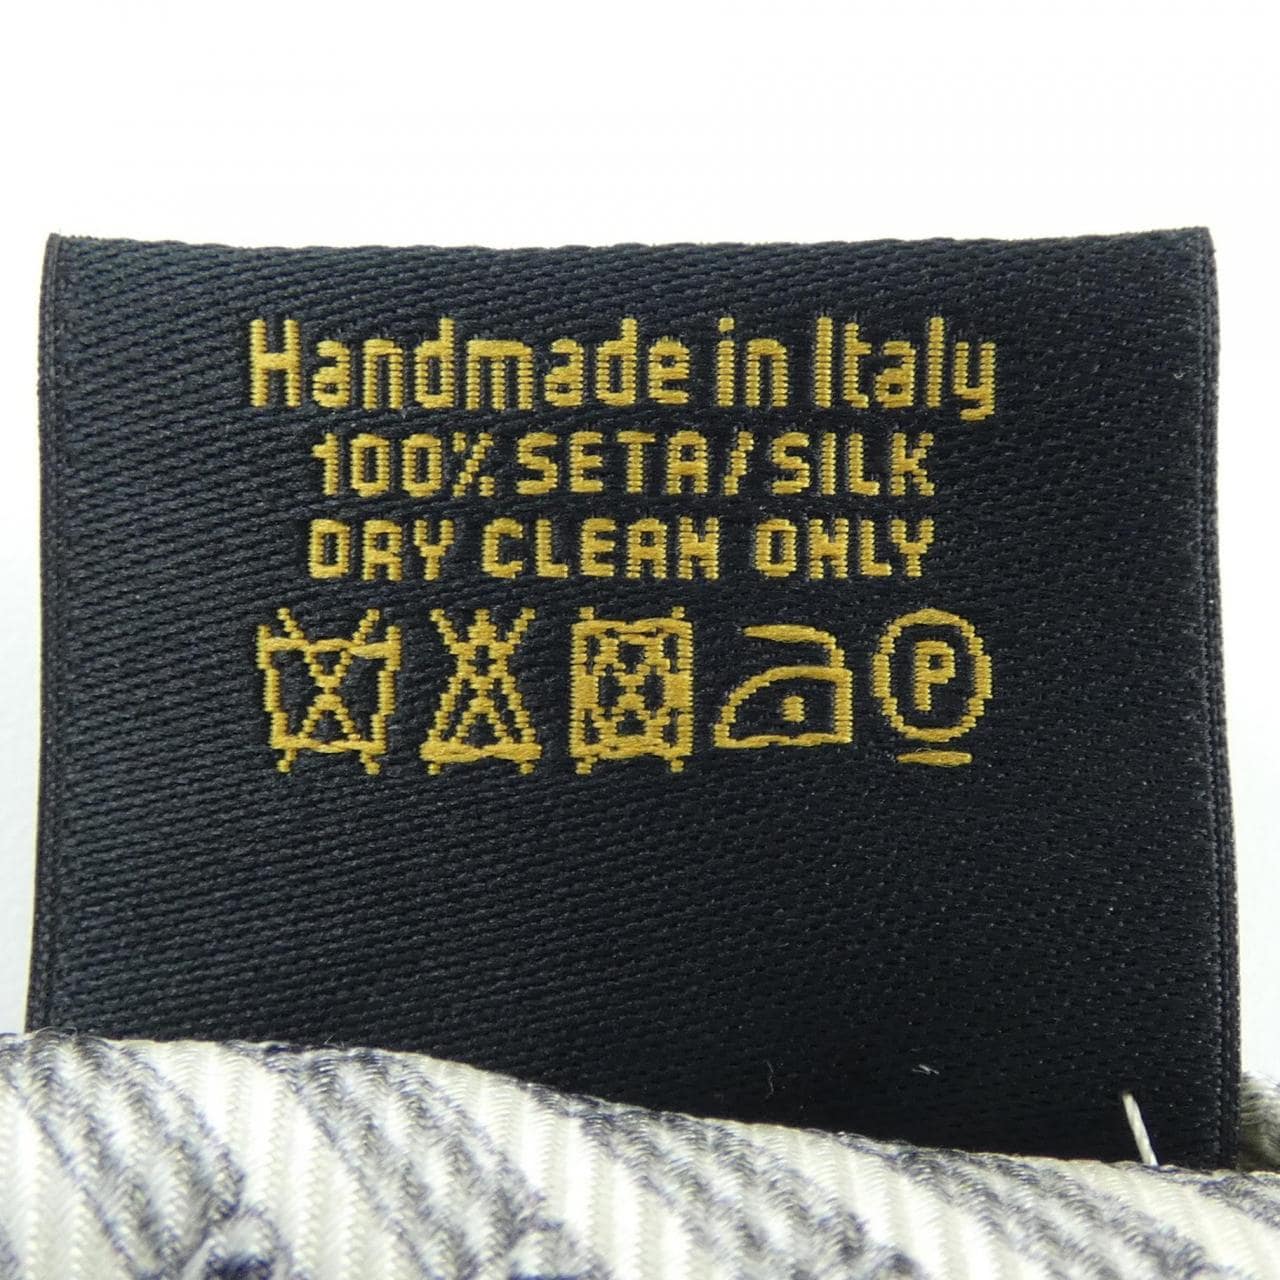 Handmade in Italy
100% SETA/SILK
DRY CLEAN ONLY
P